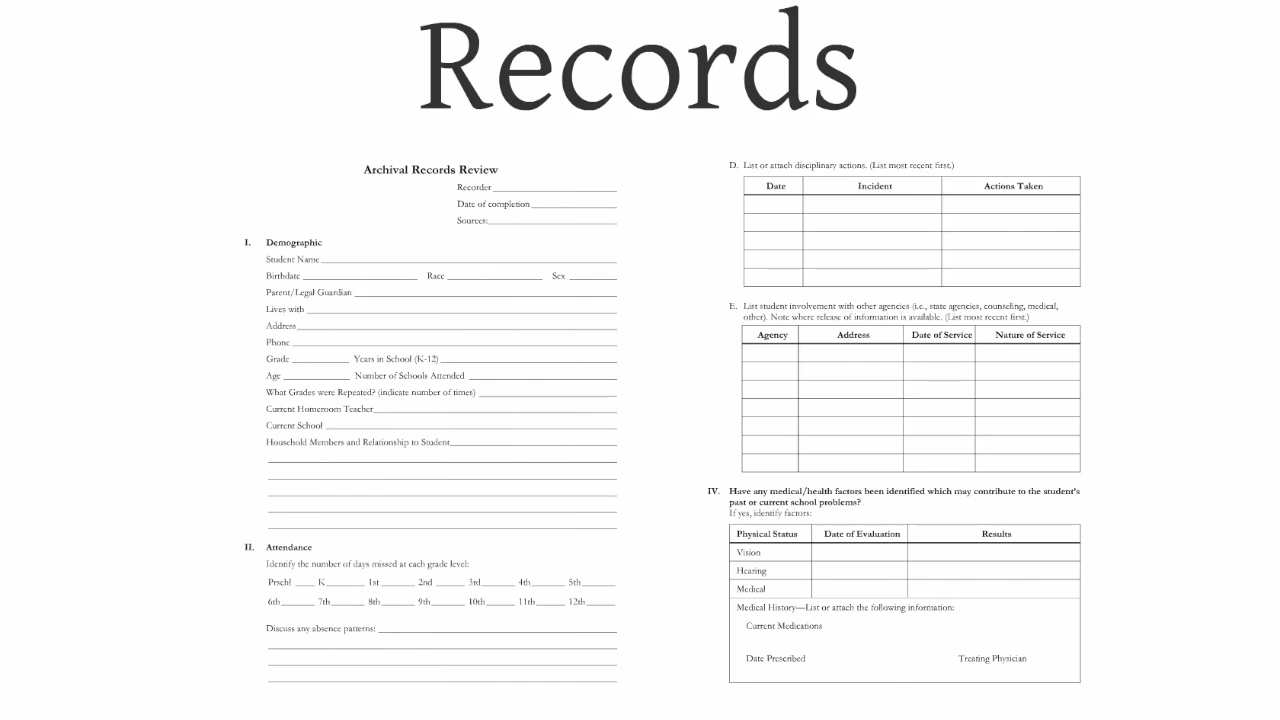 Records
Archival Records Review
Recorder
Date of completion
Sources:
I. Demographic
Student Name
Birthdate Race Sex
Parent/Legal Guardian
Lives with
Address
Phone
Grade Years in School (K-12)
Age Number of Schools Attended
What Grades were Repeated? (indicate number of times)
Current Homeroom Teacher
Current School
Household Members and Relationship to Student
II. Attendance
Identify the number of days missed at each grade level:
Prschl K 1st 2nd 3rd 4th 5th
6th 7th 8th 9th 10th 11th 12th
Discuss any absence patterns:
D. List or attach disciplinary actions. (List most recent first.)
Date Incident Actions Taken
E. List student involvement with other agencies (i.e., state agencies, counseling, medical,
other). Note where release of information is available. (List most recent first.)
Agency Address Date of Service Nature of Service
IV. Have any medical/health factors been identified which may contribute to the student's
past or current school problems?
If yes, identify factors:
Physical Status Date of Evaluation Results
Vision
Hearing
Medical
Medical History—List or attach the following information:
Current Medications
Date Prescribed Treating Physician